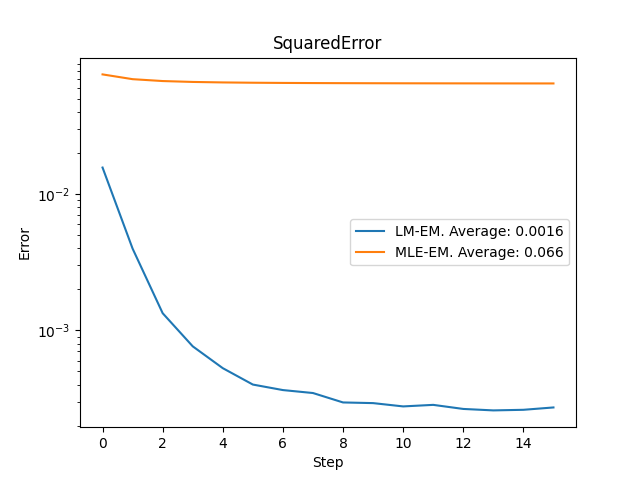 SquaredError
Error
10⁻²
10⁻³
LM-EM. Average: 0.0016
MLE-EM. Average: 0.066
0 2 4 6 8 10 12 14
Step